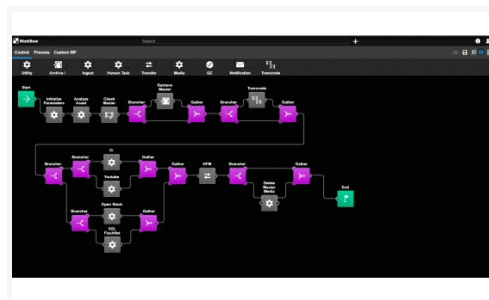 Workflow Search
Control Process Custom WF
Utility Archive / Ingest Human Task Transfer Media QC Notification Transcode
Start
Initialize Parameters
Analyze Asset
Check Master
Brancher
Retrieve Master
Gather
Brancher
Transcode
Gather
Brancher
Brancher
Youtube
Gather
Brancher
Open Stack
Gather
Gather
Brancher
Delete Master Media
Gather
End